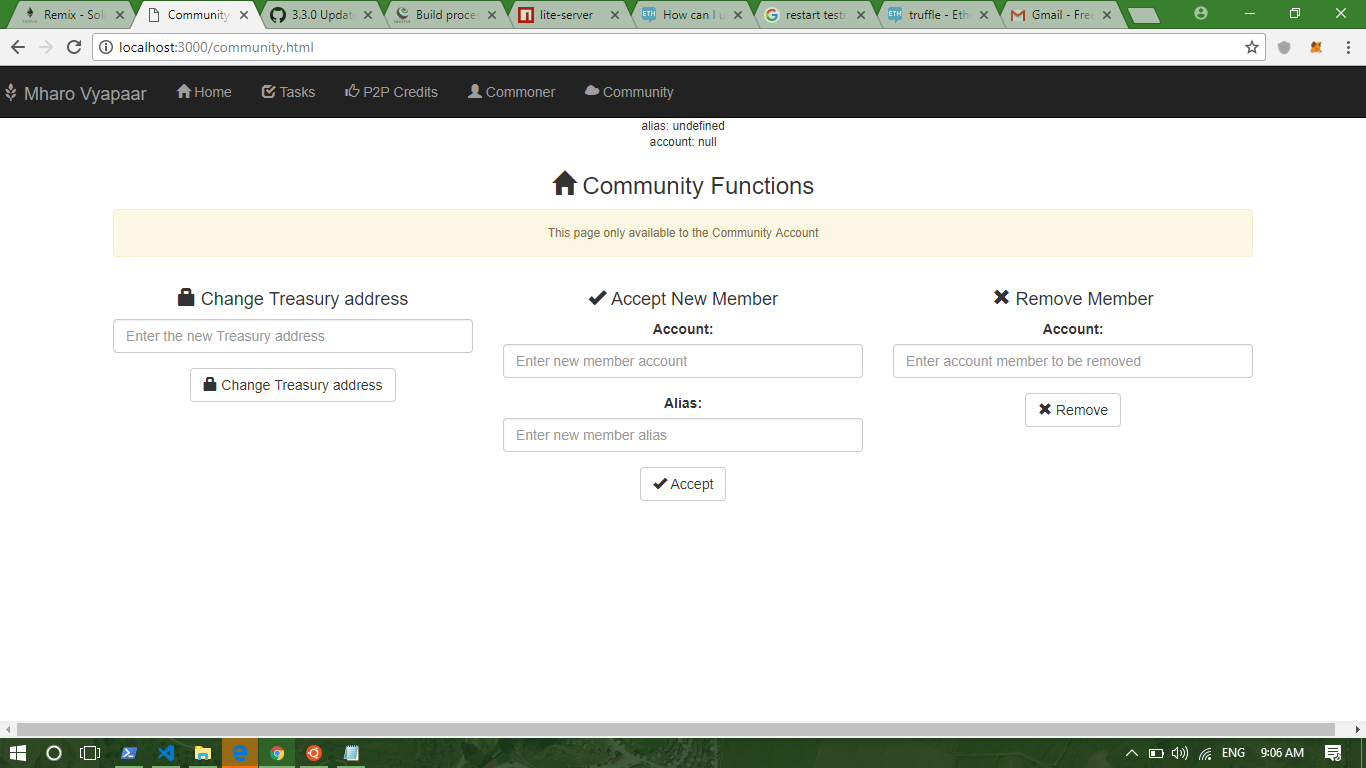 Remix - Soli
Community
3.3.0 Updat
Build proces
lite-server
How can I u
restart testr
truffle - Eth
Gmail - Free
localhost:3000/community.html
Mharo Vyapaar
Home
Tasks
P2P Credits
Commoner
Community
alias: undefined
account: null
Community Functions
This page only available to the Community Account
Change Treasury address
Enter the new Treasury address
Change Treasury address
Accept New Member
Account:
Enter new member account
Alias:
Enter new member alias
Accept
Remove Member
Account:
Enter account member to be removed
Remove
ENG
9:06 AM